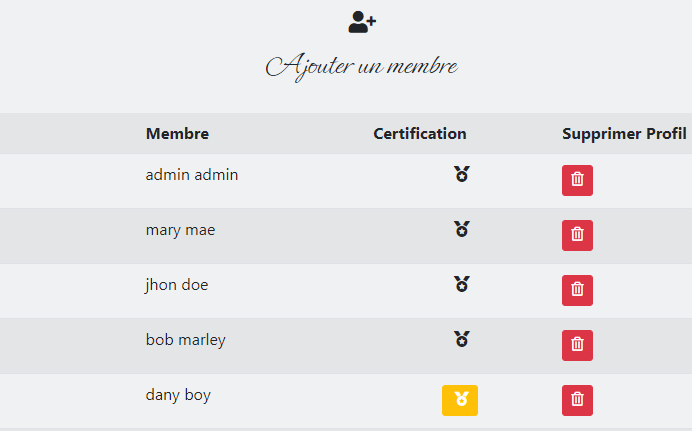 Ajouter un membre
Membre Certification Supprimer Profil
admin admin
mary mae
jhon doe
bob marley
dany boy